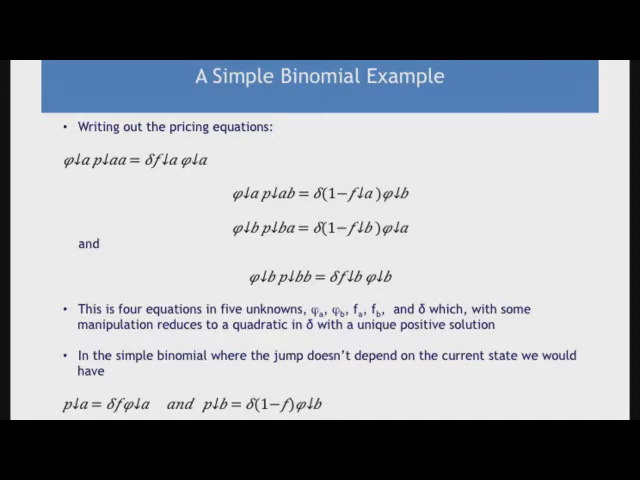 A Simple Binomial Example
• Writing out the pricing equations:
φ↓a p↓aa = δf↓a φ↓a
φ↓a p↓ab = δ(1−f↓a )φ↓b
φ↓b p↓ba = δ(1−f↓b )φ↓a
and
φ↓b p↓bb = δf↓b φ↓b
• This is four equations in five unknowns, φa, φb, fa, fb, and δ which, with some
manipulation reduces to a quadratic in δ with a unique positive solution
• In the simple binomial where the jump doesn't depend on the current state we would
have
p↓a = δfφ↓a and p↓b = δ(1−f)φ↓b